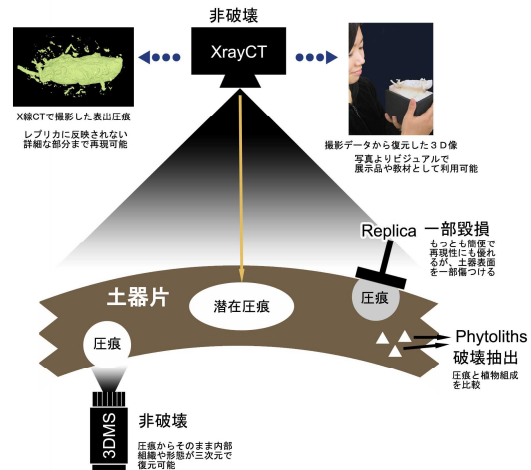 非破壊
XrayCT
X線CTで撮影した表出圧痕
レプリカに反映されない
詳細な部分まで再現可能
撮影データから復元した3D像
写真よりビジュアルで
展示品や教材として利用可能
Replica 一部毀損
もっとも簡便で
再現性にも優れ
るが、土器表面
を一部傷つける
土器片
潜在圧痕
圧痕
圧痕
Phytoliths
破壊抽出
圧痕と植物組成
を比較
3DMS
非破壊
圧痕からそのまま内部
組織や形態が三次元で
復元可能